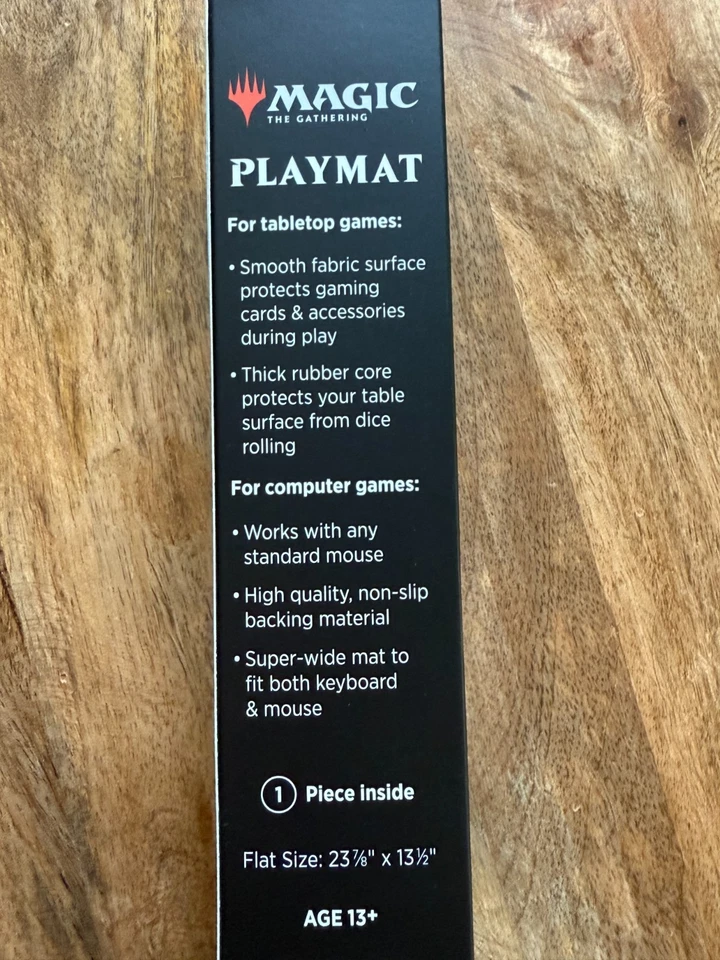 MAGIC
THE GATHERING
PLAYMAT
For tabletop games:
• Smooth fabric surface
protects gaming
cards & accessories
during play
• Thick rubber core
protects your table
surface from dice
rolling
For computer games:
• Works with any
standard mouse
• High quality, non-slip
backing material
• Super-wide mat to
fit both keyboard
& mouse
1 Piece inside
Flat Size: 23⅞" x 13½"
AGE 13+